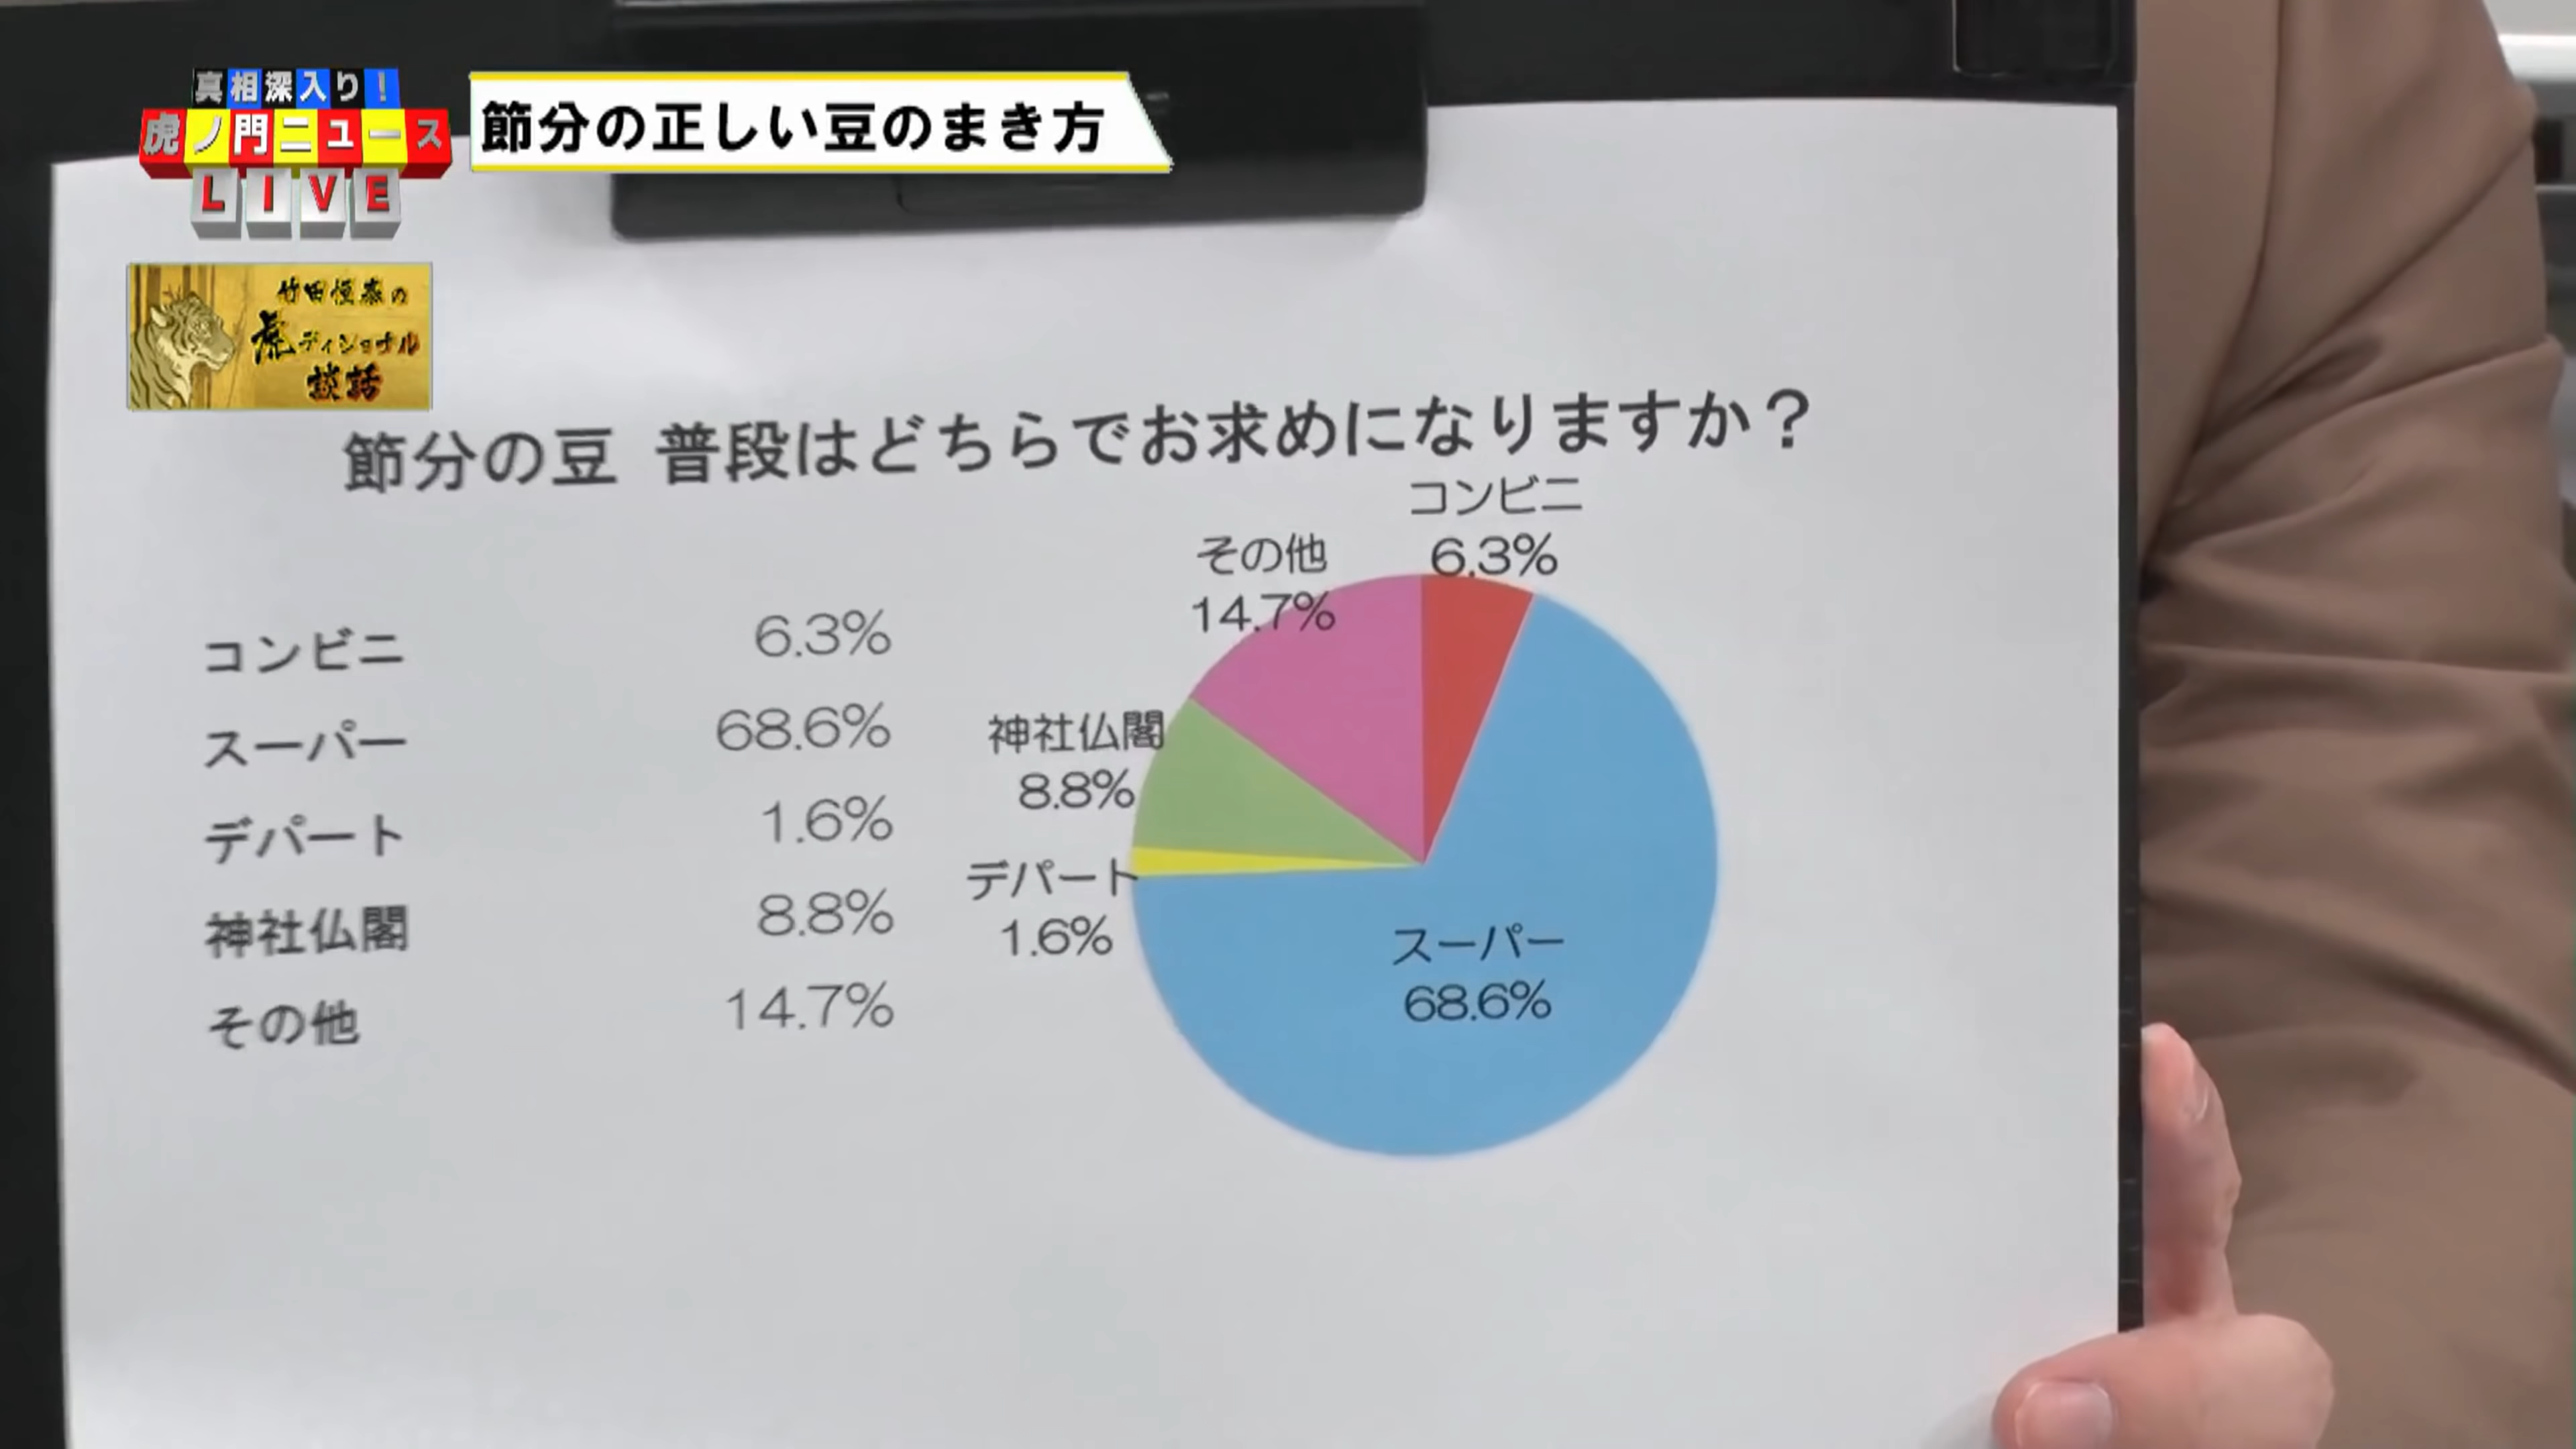 真相深入り！
虎ノ門ニュース
LIVE
節分の正しい豆のまき方
竹田恒泰の
虎ディショナル
談話
節分の豆 普段はどちらでお求めになりますか？
コンビニ 6.3%
スーパー 68.6%
デパート 1.6%
神社仏閣 8.8%
その他 14.7%
コンビニ
6.3%
その他
14.7%
神社仏閣
8.8%
デパート
1.6%
スーパー
68.6%